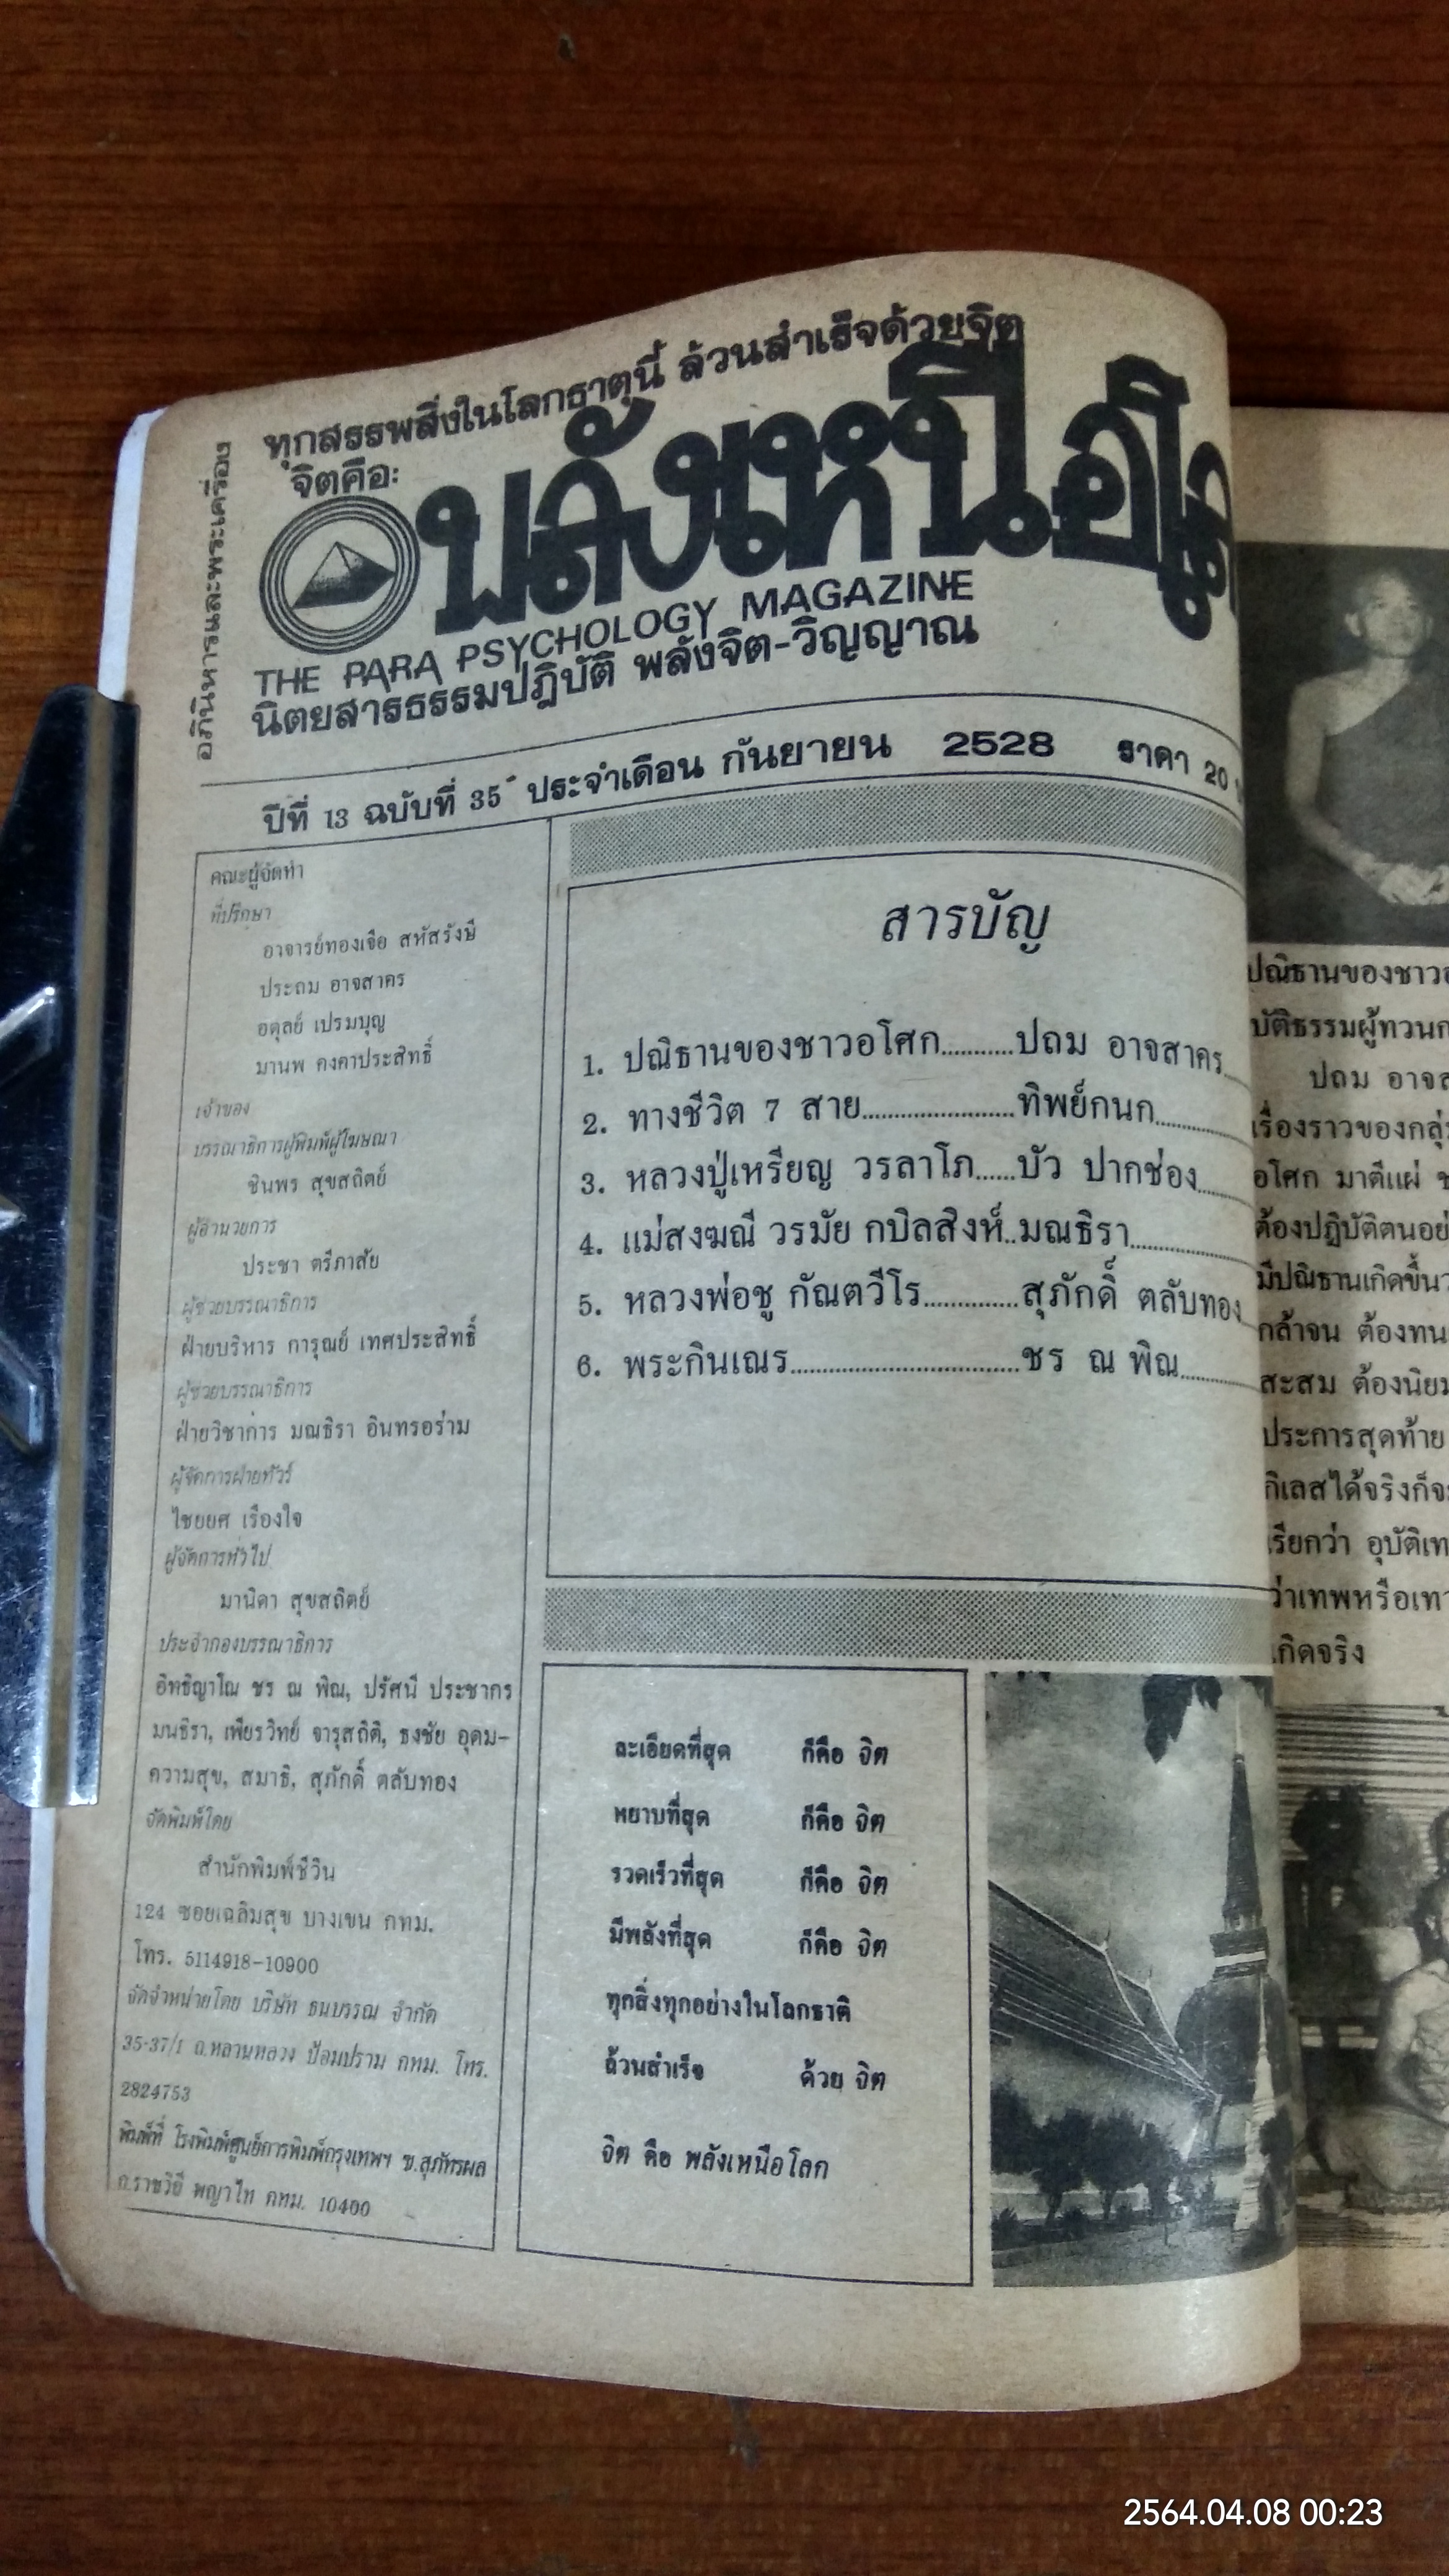 ทุกสรรพสิ่งในโลกธาตุนี้ ล้วนสำเร็จด้วยจิต
จิตคือ:
พลังเหนือโล
THE PARA PSYCHOLOGY MAGAZINE
นิตยสารธรรมปฏิบัติ พลังจิต-วิญญาณ
อภินิหารและพระเครื่อง
ปีที่ 13 ฉบับที่ 35 ประจำเดือน กันยายน 2528 ราคา 20
คณะผู้จัดทำ
ที่ปรึกษา
อาจารย์ทองเจือ สหัสรังษี
ประถม อาจสาคร
อดุลย์ เปรมบุญ
มานพ คงคาประสิทธิ์
เจ้าของ
บรรณาธิการผู้พิมพ์ผู้โฆษณา
ชินพร สุขสถิตย์
ผู้อำนวยการ
ประชา ตรีภาสัย
ผู้ช่วยบรรณาธิการ
ฝ่ายบริหาร การุณย์ เทศประสิทธิ์
ผู้ช่วยบรรณาธิการ
ฝ่ายวิชาการ มณธิรา อินทรอร่าม
ผู้จัดการฝ่ายทัวร์
ไชยยศ เรืองใจ
ผู้จัดการทั่วไป
มานิดา สุขสถิตย์
ประจำกองบรรณาธิการ
อิทธิญาโณ ชร ณ พิณ, ปรัศนี ประชากร
มนธิรา, เพียรวิทย์ จารุสถิติ, ธงชัย อุดม-
ความสุข, สมาธิ, สุภักดิ์ ตลับทอง
จัดพิมพ์โดย
สำนักพิมพ์ชีวิน
124 ซอยเฉลิมสุข บางเขน กทม.
โทร. 5114918-10900
จัดจำหน่ายโดย บริษัท ธนบรรณ จำกัด
35-37/1 ถ.หลานหลวง ป้อมปราม กทม. โทร.
2824753
พิมพ์ที่ โรงพิมพ์ศูนย์การพิมพ์กรุงเทพฯ ซ.สุภัทรผล
ถ.ราชวิถี พญาไท กทม. 10400
สารบัญ
1. ปณิธานของชาวอโศก...........ปถม อาจสาคร
2. ทางชีวิต 7 สาย......................ทิพย์กนก
3. หลวงปู่เหรียญ วรลาโภ......บัว ปากช่อง
4. แม่สงฆณี วรมัย กบิลสิงห์..มณธิรา
5. หลวงพ่อชู กัณตวีโร..............สุภักดิ์ ตลับทอง
6. พระกินเณร..................................ชร ณ พิณ
ละเอียดที่สุด ก็คือ จิต
หยาบที่สุด ก็คือ จิต
รวดเร็วที่สุด ก็คือ จิต
มีพลังที่สุด ก็คือ จิต
ทุกสิ่งทุกอย่างในโลกธาติ
ล้วนสำเร็จ ด้วย จิต
จิต คือ พลังเหนือโลก
ปณิธานของชาวอ
บัติธรรมผู้ทวนก
ปถม อาจส
เรื่องราวของกลุ่
อโศก มาตีแผ่
ต้องปฏิบัติตนอย่
มีปณิธานเกิดขึ้น
กล้าจน ต้องทน
สะสม ต้องนิยม
ประการสุดท้าย
กิเลสได้จริงก็จ
เรียกว่า อุบัติเท
ว่าเทพหรือเท
เกิดจริง
2564.04.08 00:23